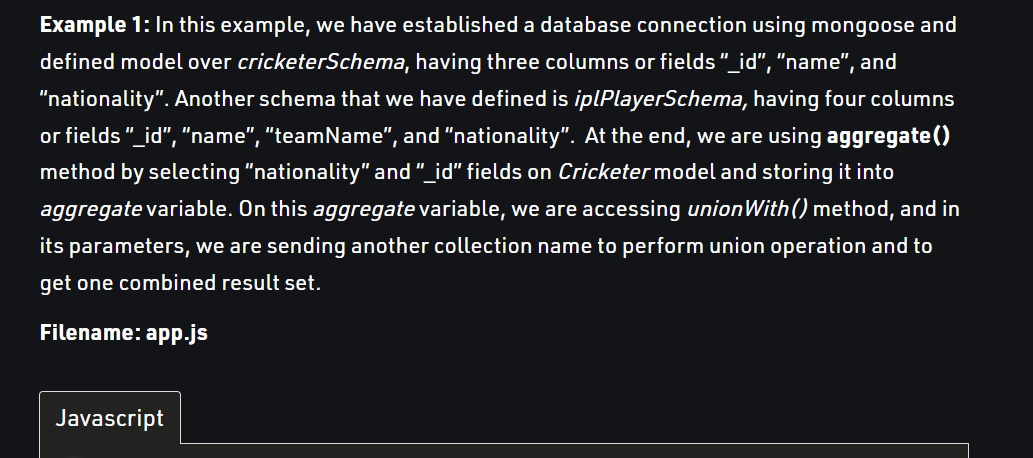 Example 1: In this example, we have established a database connection using mongoose and
defined model over cricketerSchema, having three columns or fields “_id”, “name”, and
“nationality”. Another schema that we have defined is iplPlayerSchema, having four columns
or fields “_id”, “name”, “teamName”, and “nationality”.  At the end, we are using aggregate()
method by selecting “nationality” and “_id” fields on Cricketer model and storing it into
aggregate variable. On this aggregate variable, we are accessing unionWith() method, and in
its parameters, we are sending another collection name to perform union operation and to
get one combined result set.
Filename: app.js
Javascript